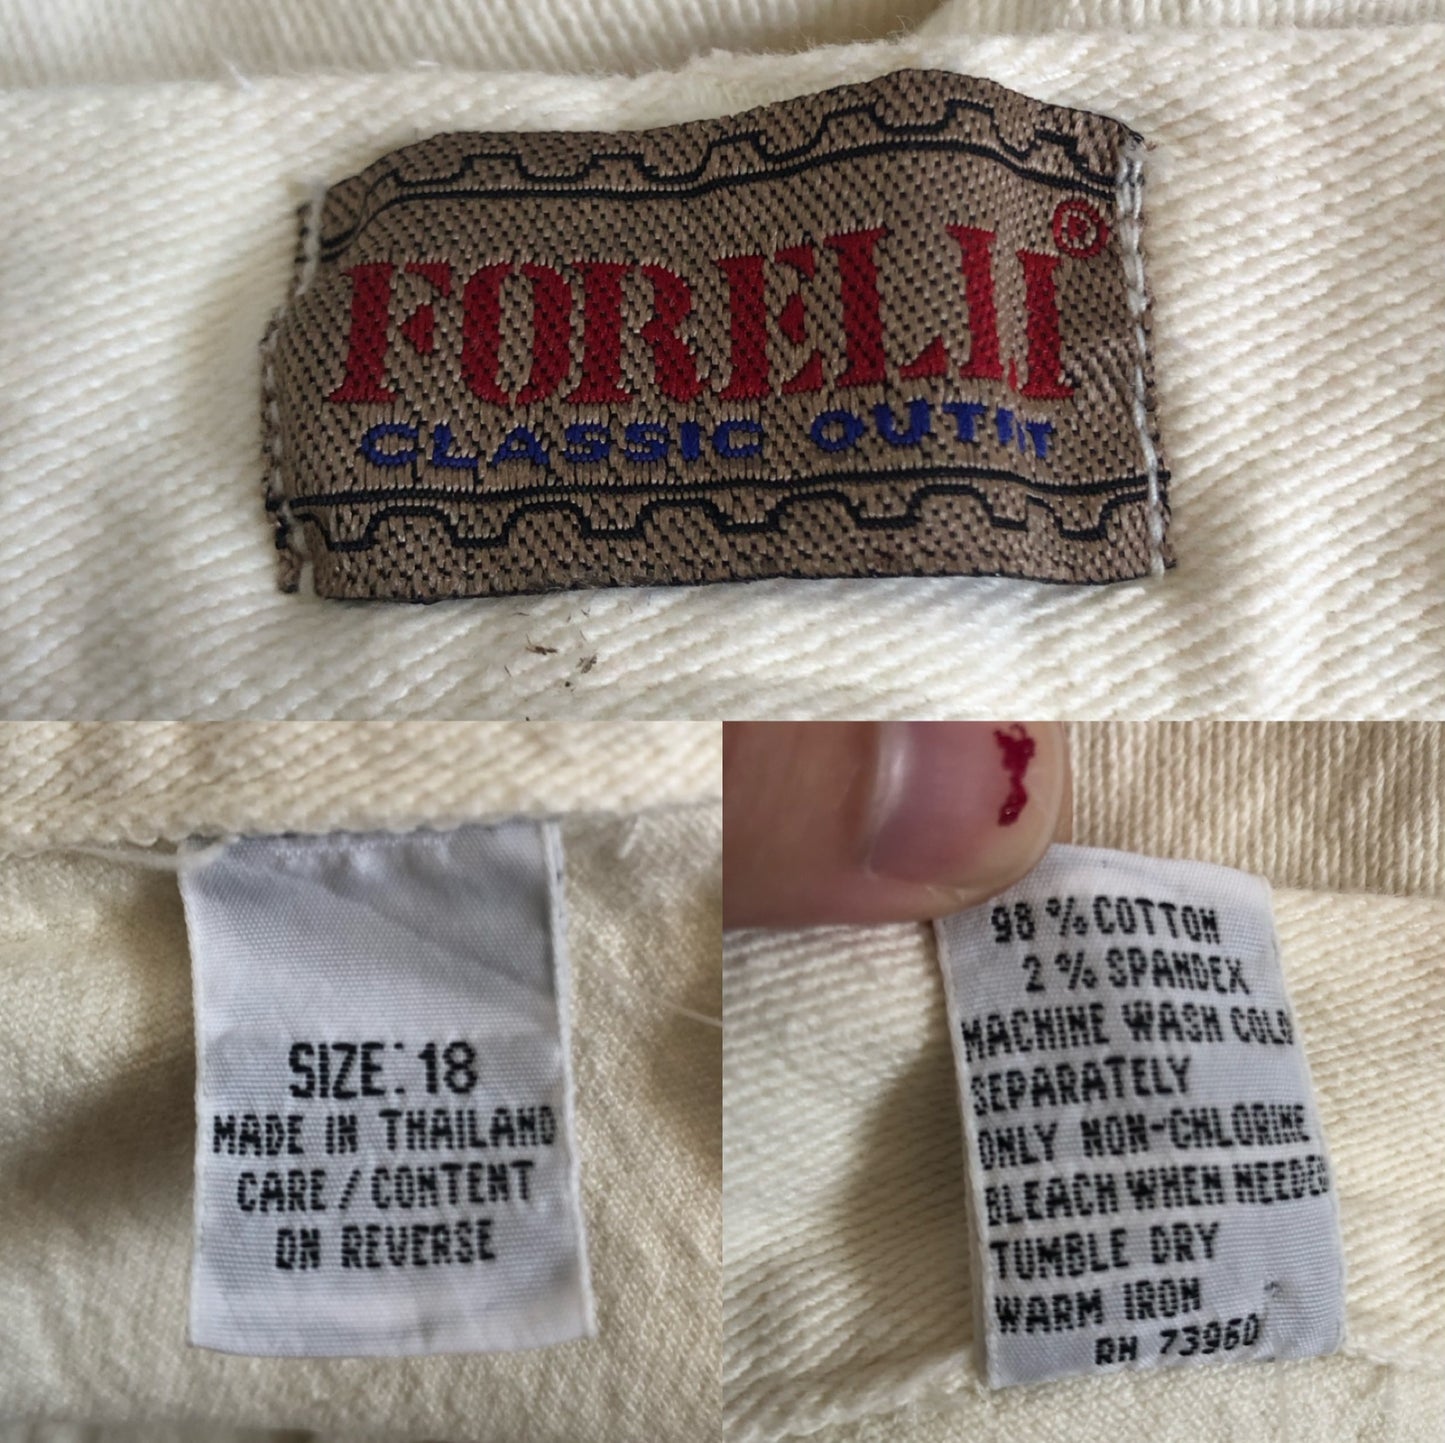 FORELII®
CLASSIC OUTFIT
SIZE: 18
MADE IN THAILAND
CARE/CONTENT
ON REVERSE
98 % COTTON
2 % SPANDEX
MACHINE WASH COLD
SEPARATELY
ONLY NON-CHLORINE
BLEACH WHEN NEEDED
TUMBLE DRY
WARM IRON
RN 73960